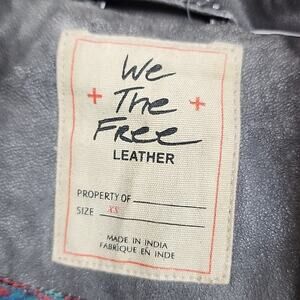 We
+ The +
Free
LEATHER
PROPERTY OF
SIZE XS
MADE IN INDIA
FABRIQUÉ EN INDE